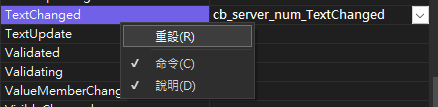 TextChanged cb_server_num_TextChanged
TextUpdate
重設(R)
Validated
✓ 命令(C)
Validating
✓ 說明(D)
ValueMemberChang